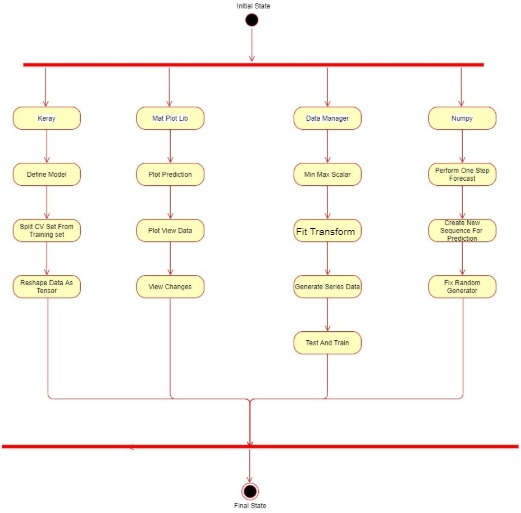 Initial State
Keray
Mat Plot Lib
Data Manager
Numpy
Define Model
Plot Prediction
Min Max Scalar
Perform One Step
Forecast
Split CV Set From
Training set
Plot View Data
Fit Transform
Create New
Sequence For
Prediction
Reshape Data As
Tensor
View Changes
Generate Series Data
Fix Random
Generator
Test And Train
Final State